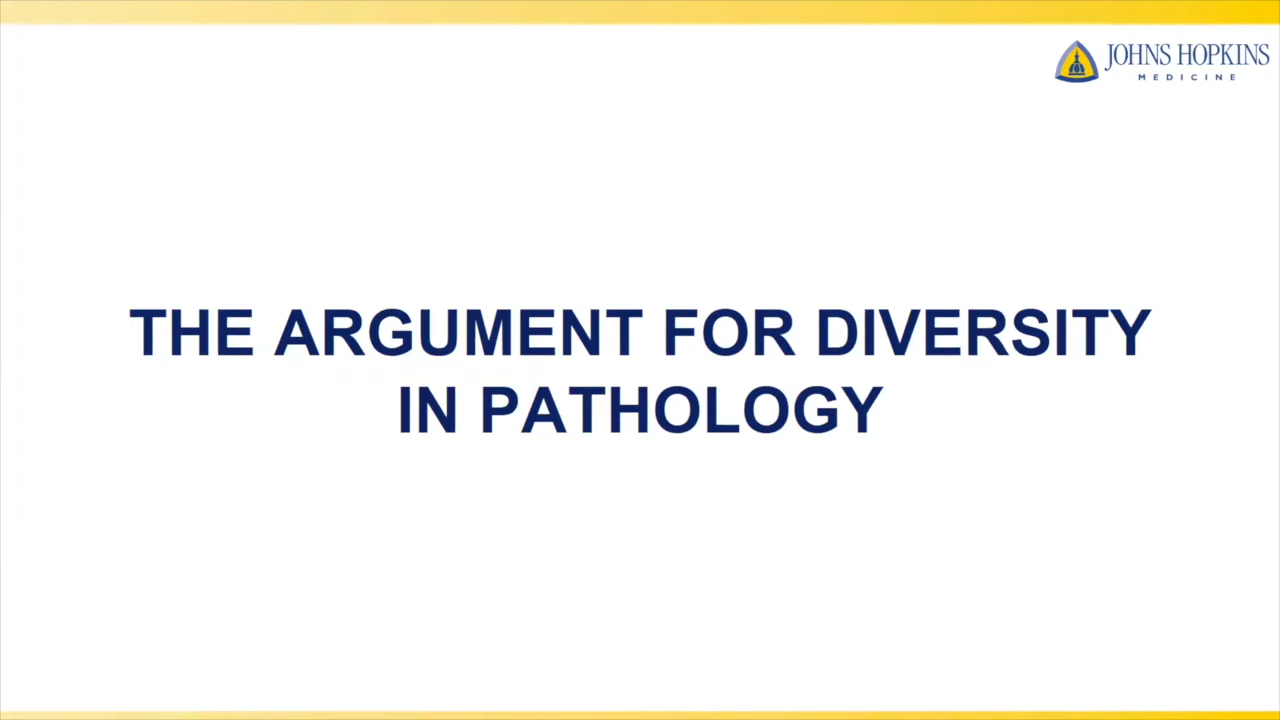 JOHNS HOPKINS
MEDICINE
THE ARGUMENT FOR DIVERSITY
IN PATHOLOGY